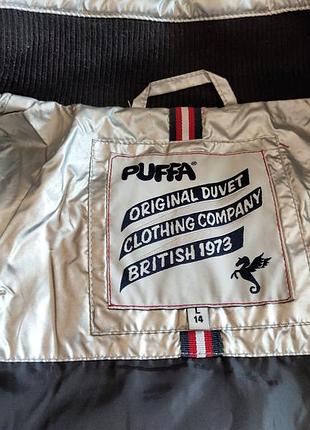 PUFFA®
ORIGINAL DUVET
CLOTHING COMPANY
BRITISH 1973
L
14